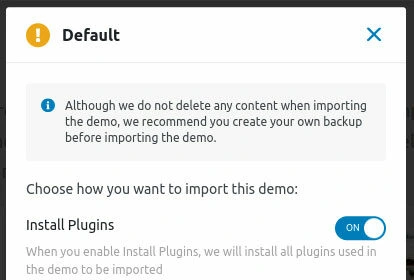 Default
Although we do not delete any content when importing
the demo, we recommend you create your own backup
before importing the demo.
Choose how you want to import this demo:
Install Plugins
ON
When you enable Install Plugins, we will install all plugins used in
the demo to be imported